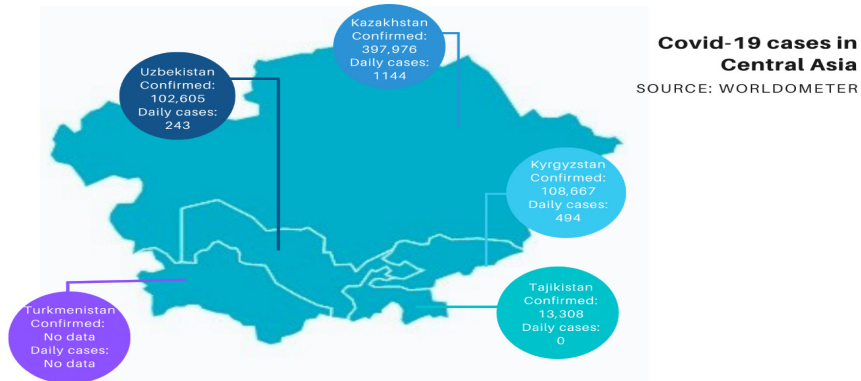 Covid-19 cases in
Central Asia
SOURCE: WORLDOMETER
Kazakhstan
Confirmed:
397,976
Daily cases:
1144
Uzbekistan
Confirmed:
102,605
Daily cases:
243
Kyrgyzstan
Confirmed:
108,667
Daily cases:
494
Tajikistan
Confirmed:
13,308
Daily cases:
0
Turkmenistan
Confirmed:
No data
Daily cases:
No data